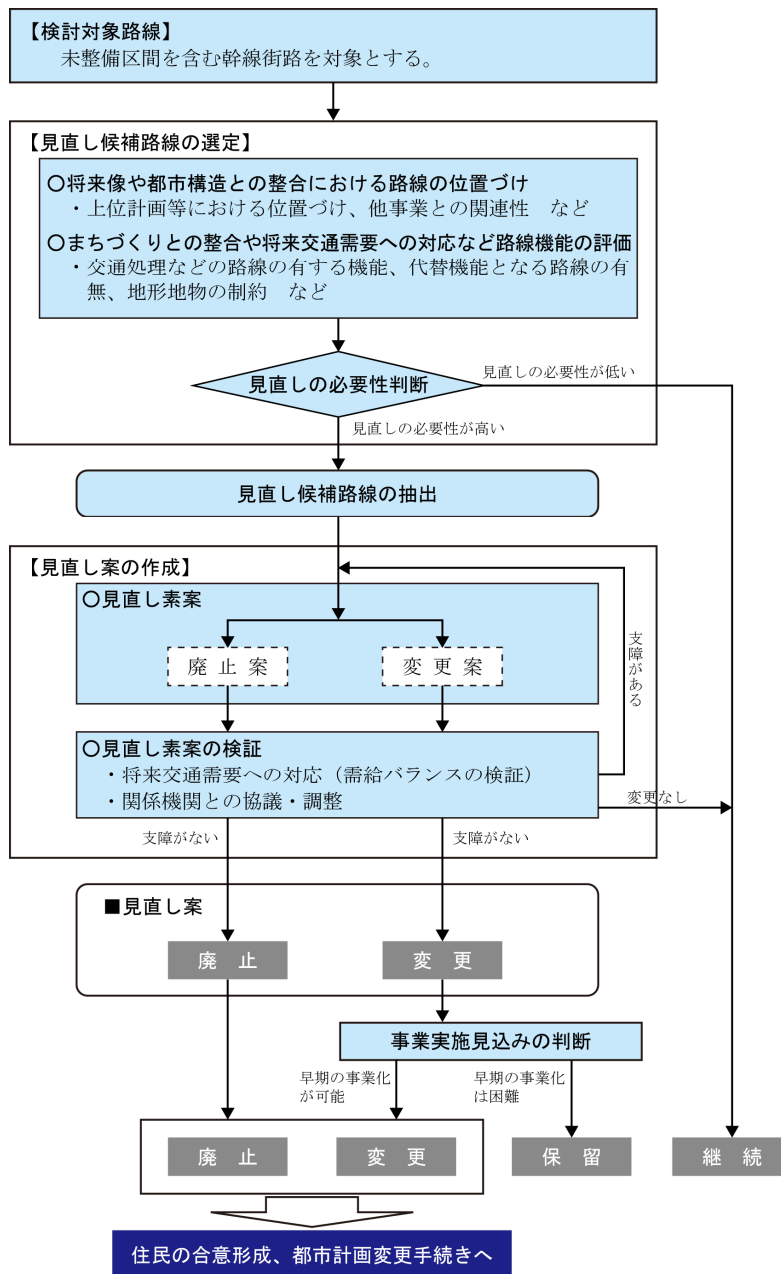 【検討対象路線】
未整備区間を含む幹線街路を対象とする。
【見直し候補路線の選定】
○将来像や都市構造との整合における路線の位置づけ
・上位計画等における位置づけ、他事業との関連性　など
○まちづくりとの整合や将来交通需要への対応など路線機能の評価
・交通処理などの路線の有する機能、代替機能となる路線の有
無、地形地物の制約　など
見直しの必要性判断
見直しの必要性が低い
見直しの必要性が高い
見直し候補路線の抽出
【見直し案の作成】
○見直し素案
廃 止 案
変 更 案
支障がある
○見直し素案の検証
・将来交通需要への対応（需給バランスの検証）
・関係機関との協議・調整
変更なし
支障がない
支障がない
■見直し案
廃　止
変　更
事業実施見込みの判断
早期の事業化
が可能
早期の事業化
は困難
廃　止
変　更
保　留
継　続
住民の合意形成、都市計画変更手続きへ